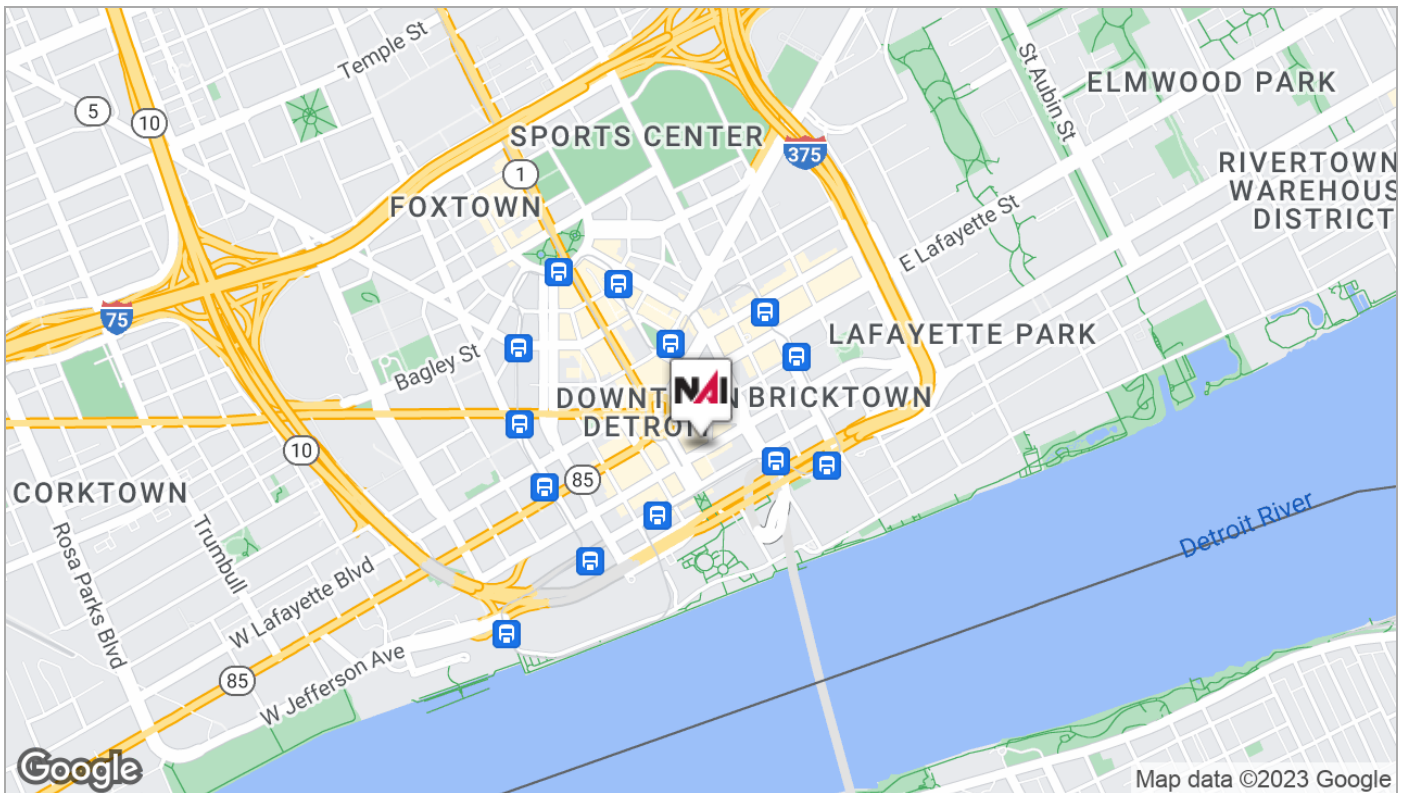 Temple St
St Aubin St
ELMWOOD PARK
5
10
SPORTS CENTER
375
1
RIVERTOWN
WAREHOUS
DISTRICT
FOXTOWN
E Lafayette St
75
LAFAYETTE PARK
Bagley St
NAI
DOWNT N
DETROIT
BRICKTOWN
10
85
CORKTOWN
Rosa Parks Blvd
Trumbull
Detroit River
W Lafayette Blvd
W Jefferson Ave
85
Google
Map data ©2023 Google